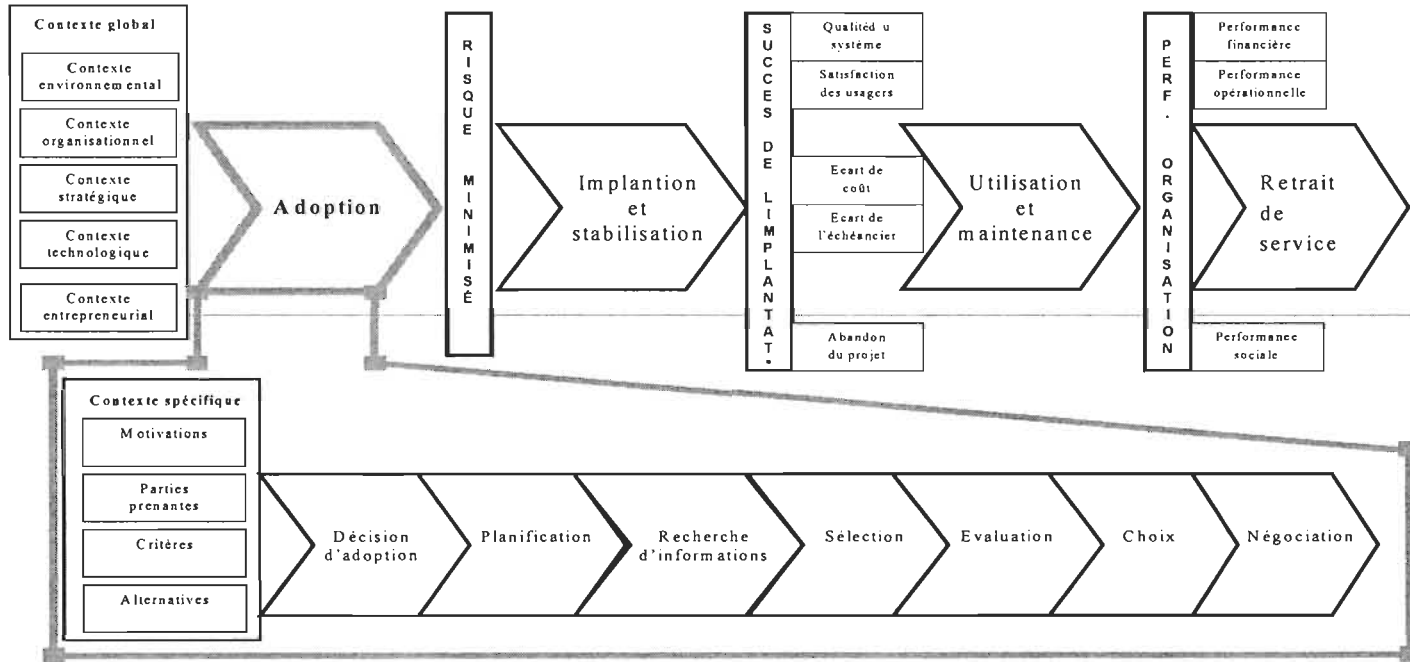 Contexte global
Contexte
environnemental
Contexte
organisationnel
Contexte
stratégique
Contexte
technologique
Contexte
entrepreneurial
Adoption
RISQUE MINIMISÉ
Implantion
et
stabilisation
SUCCES DE LIMPLANTAT.
Qualitéd u
système
Satisfaction
des usagers
Ecart de
coût
Ecart de
l'échéancier
Abandon
du projet
Utilisation
et
maintenance
PERF. ORGANISATION
Performance
financière
Performance
opérationnelle
Performance
sociale
Retrait
de
service
Contexte spécifique
Motivations
Parties
prenantes
Critères
Alternatives
Décision
d'adoption
Planification
Recherche
d'informations
Sélection
Evaluation
Choix
Négociation